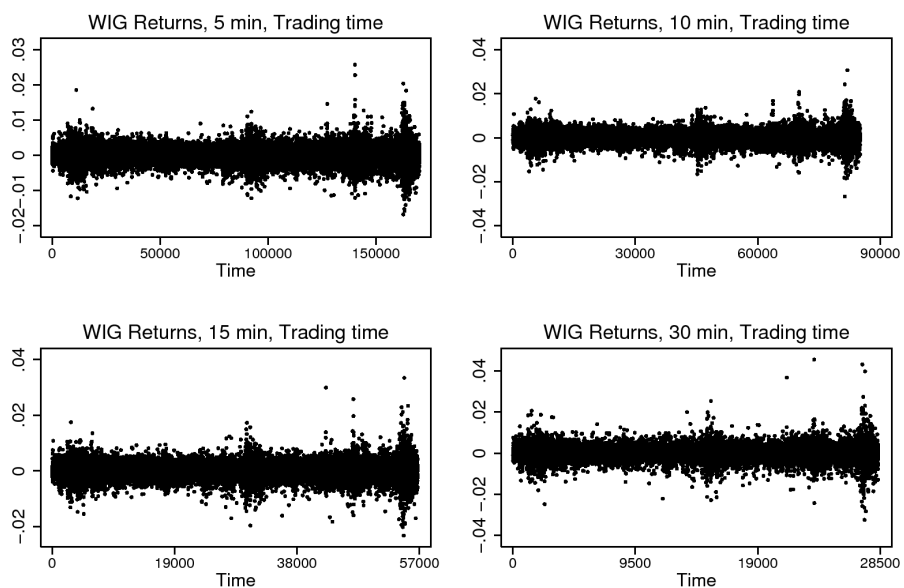 WIG Returns, 5 min, Trading time
.03
.02
.01
0
-.01
-.02
0 50000 100000 150000
Time
WIG Returns, 10 min, Trading time
.04
.02
0
-.02
-.04
0 30000 60000 90000
Time
WIG Returns, 15 min, Trading time
.04
.02
0
-.02
0 19000 38000 57000
Time
WIG Returns, 30 min, Trading time
.04
.02
0
-.02
-.04
0 9500 19000 28500
Time